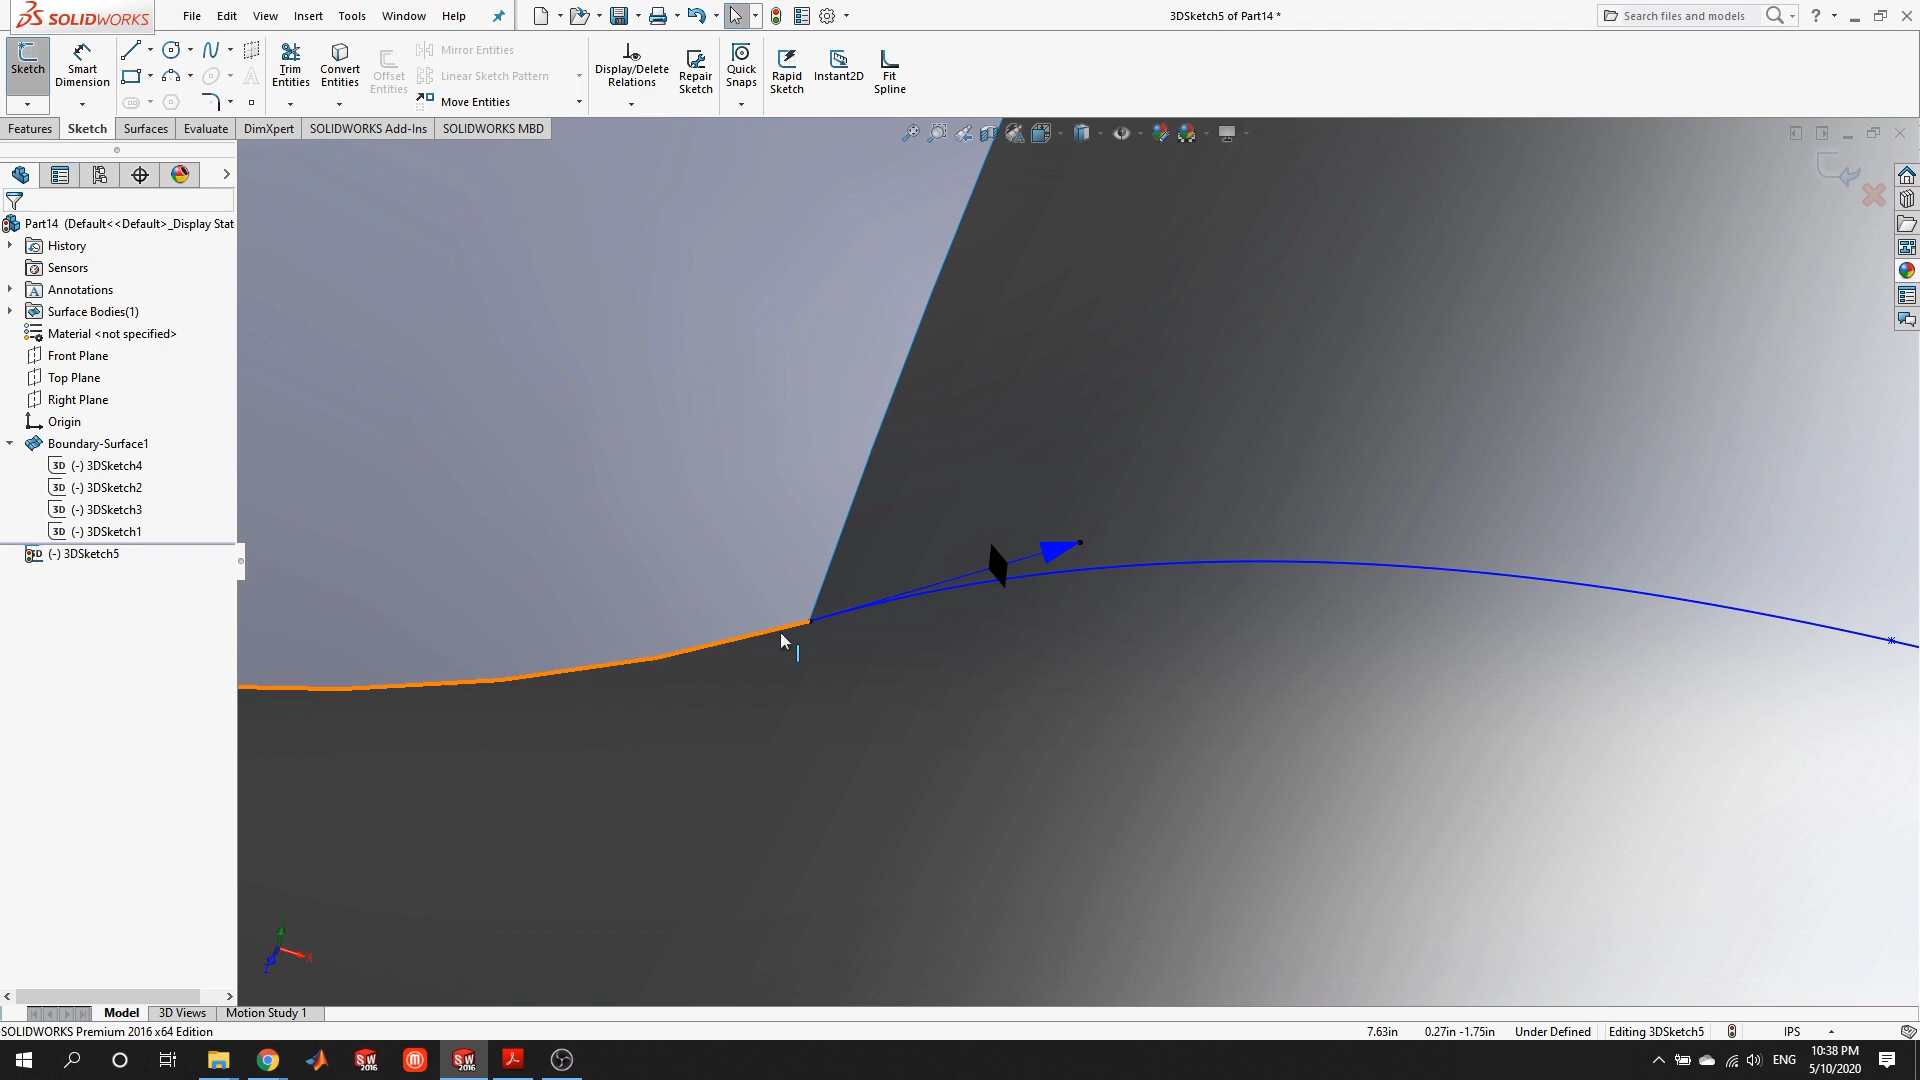 SOLIDWORKS
File Edit View Insert Tools Window Help
3DSketch5 of Part14 *
Search files and models
Sketch
Smart Dimension
Trim Entities
Convert Entities
Offset Entities
Mirror Entities
Linear Sketch Pattern
Move Entities
Display/Delete Relations
Repair Sketch
Quick Snaps
Rapid Sketch
Instant2D
Fit Spline
Features Sketch Surfaces Evaluate DimXpert SOLIDWORKS Add-Ins SOLIDWORKS MBD
Part14 (Default<<Default>_Display Stat
History
Sensors
Annotations
Surface Bodies(1)
Material <not specified>
Front Plane
Top Plane
Right Plane
Origin
Boundary-Surface1
3D (-) 3DSketch4
3D (-) 3DSketch2
3D (-) 3DSketch3
3D (-) 3DSketch1
3D (-) 3DSketch5
X
Model 3D Views Motion Study 1
SOLIDWORKS Premium 2016 x64 Edition
7.63in 0.27in -1.75in Under Defined Editing 3DSketch5 IPS
SW 2016
SW 2016
ENG
10:38 PM
5/10/2020